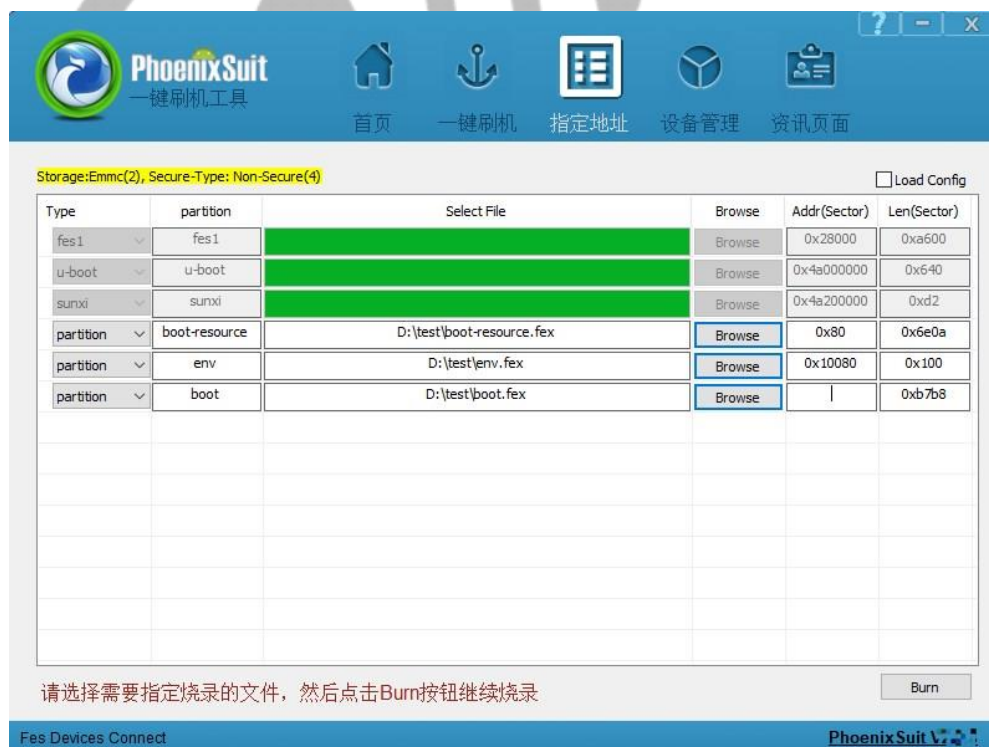 ? - x
PhoenixSuit
一键刷机工具
首页 一键刷机 指定地址 设备管理 资讯页面
Storage:Emmc(2), Secure-Type: Non-Secure(4)
Load Config
Type partition Select File Browse Addr(Sector) Len(Sector)
fes1 fes1 Browse 0x28000 0xa600
u-boot u-boot Browse 0x4a000000 0x640
sunxi sunxi Browse 0x4a200000 0xd2
partition boot-resource D:\test\boot-resource.fex Browse 0x80 0x6e0a
partition env D:\test\env.fex Browse 0x10080 0x100
partition boot D:\test\boot.fex Browse 0xb7b8
请选择需要指定烧录的文件，然后点击Burn按钮继续烧录
Burn
Fes Devices Connect
PhoenixSuit